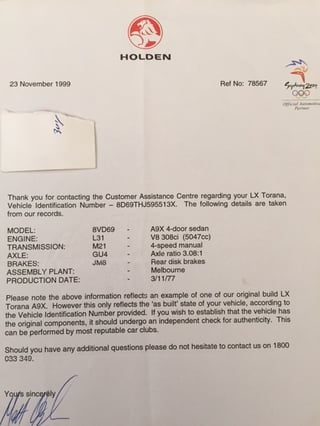 HOLDEN
23 November 1999 Ref No: 78567
Sydney 2000
Official Automotive
Partner
Thank you for contacting the Customer Assistance Centre regarding your LX Torana,
Vehicle Identification Number – 8D69THJ595513X. The following details are taken
from our records.
MODEL: 8VD69 - A9X 4-door sedan
ENGINE: L31 - V8 308ci (5047cc)
TRANSMISSION: M21 - 4-speed manual
AXLE: GU4 - Axle ratio 3.08:1
BRAKES: JM8 - Rear disk brakes
ASSEMBLY PLANT: - Melbourne
PRODUCTION DATE: - 3/11/77
Please note the above information reflects an example of one of our original build LX
Torana A9X. However this only reflects the 'as built' state of your vehicle, according to
the Vehicle Identification Number provided. If you wish to establish that the vehicle has
the original components, it should undergo an independent check for authenticity. This
can be performed by most reputable car clubs.
Should you have any additional questions please do not hesitate to contact us on 1800
033 349.
Yours sincerely